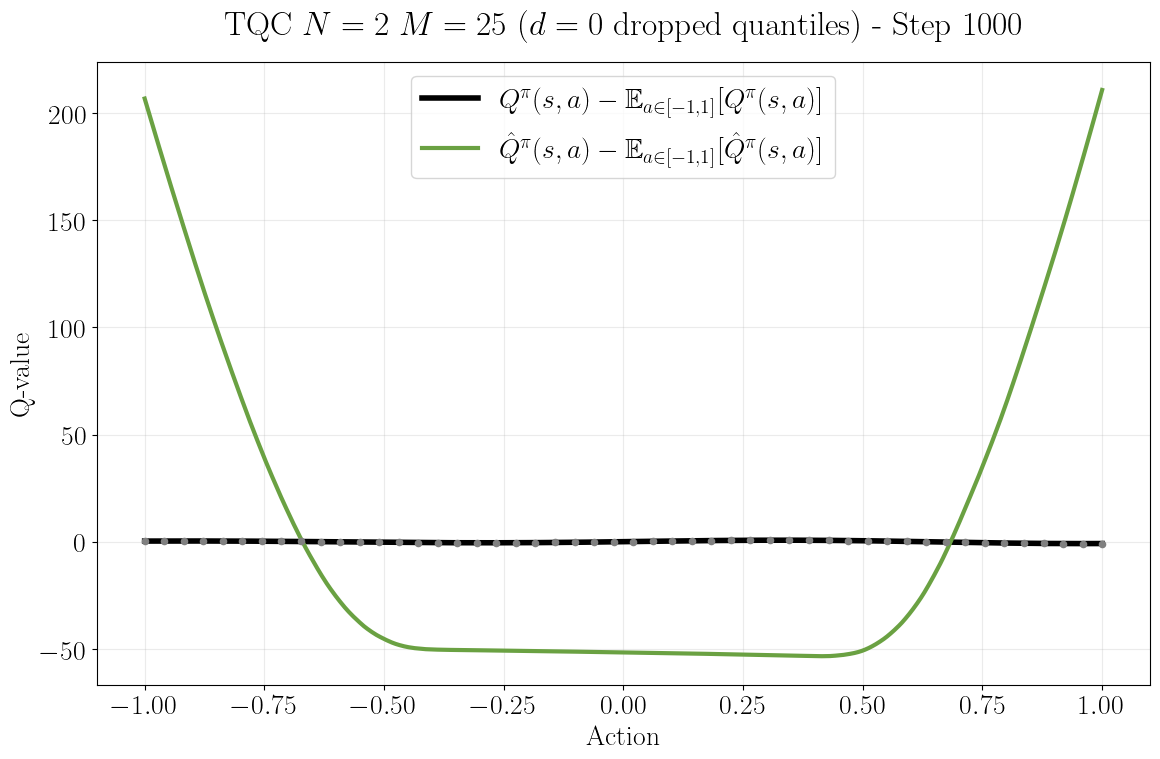 TQC N = 2 M = 25 (d = 0 dropped quantiles) - Step 1000
Q^π(s, a) − 𝔼_{a∈[−1,1]}[Q^π(s, a)]
Q̂^π(s, a) − 𝔼_{a∈[−1,1]}[Q̂^π(s, a)]
200
150
100
50
0
−50
Q-value
−1.00 −0.75 −0.50 −0.25 0.00 0.25 0.50 0.75 1.00
Action